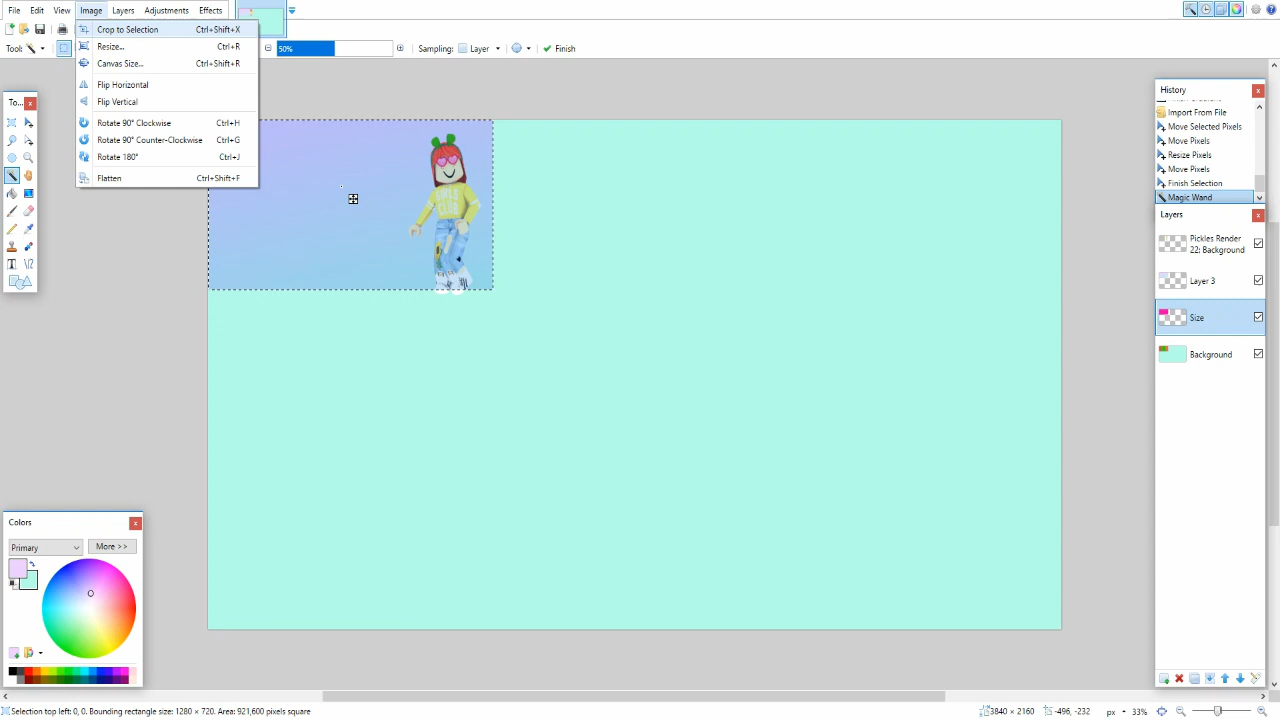 File Edit View Image Layers Adjustments Effects
Crop to Selection Ctrl+Shift+X
Resize... Ctrl+R
Canvas Size... Ctrl+Shift+R
Flip Horizontal
Flip Vertical
Rotate 90° Clockwise Ctrl+H
Rotate 90° Counter-Clockwise Ctrl+G
Rotate 180° Ctrl+J
Flatten Ctrl+Shift+F
Tool:
50%
Sampling: Layer
Finish
To...
GIRLS
History
Import From File
Move Selected Pixels
Move Pixels
Resize Pixels
Move Pixels
Finish Selection
Magic Wand
Layers
Pickles Render
22; Background
Layer 3
Size
Background
Colors
Primary
More >>
Selection top left: 0, 0. Bounding rectangle size: 1280 × 720. Area: 921,600 pixels square
3840 × 2160
-496, -232
px
33%